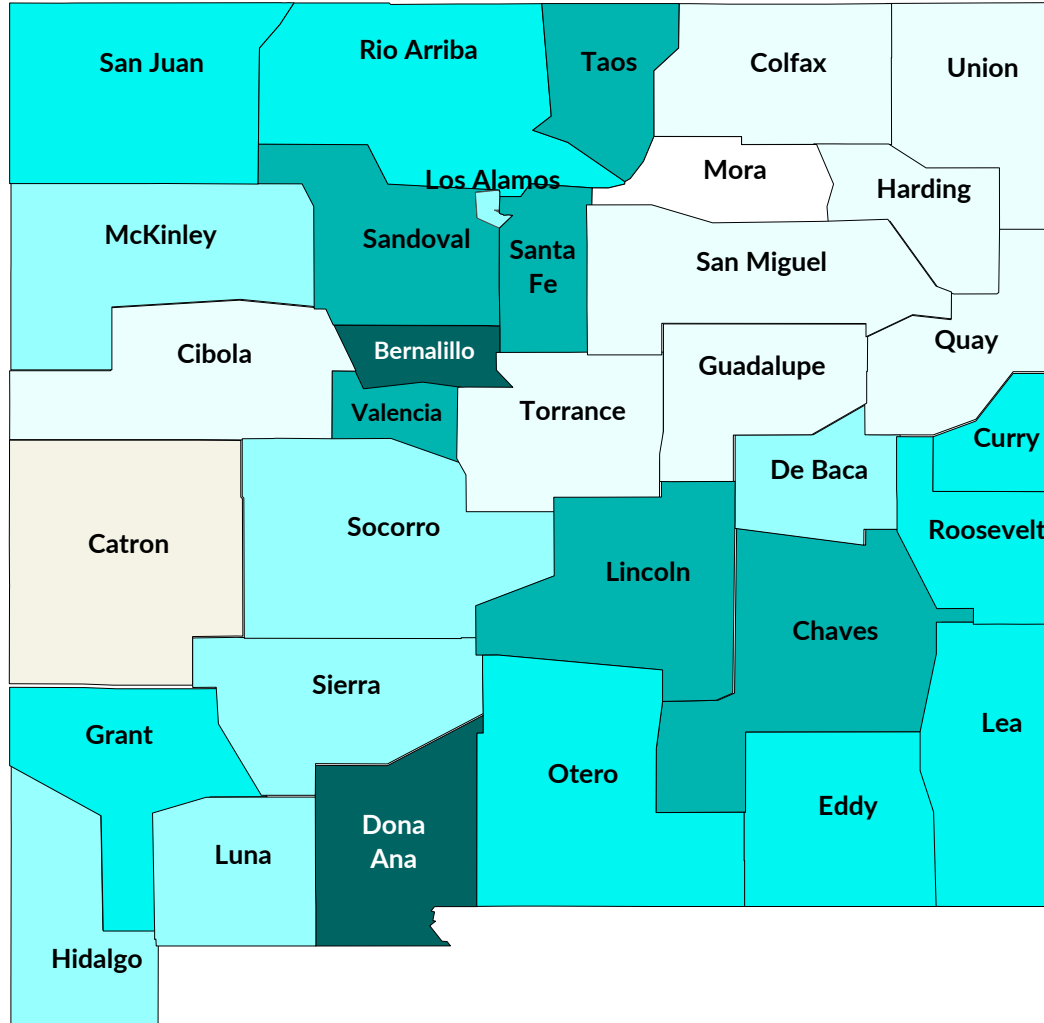 San Juan
Rio Arriba
Taos
Colfax
Union
Los Alamos
Mora
Harding
McKinley
Sandoval
Santa
Fe
San Miguel
Cibola
Bernalillo
Guadalupe
Quay
Valencia
Torrance
Curry
De Baca
Catron
Socorro
Lincoln
Roosevelt
Chaves
Sierra
Grant
Otero
Lea
Eddy
Luna
Dona
Ana
Hidalgo